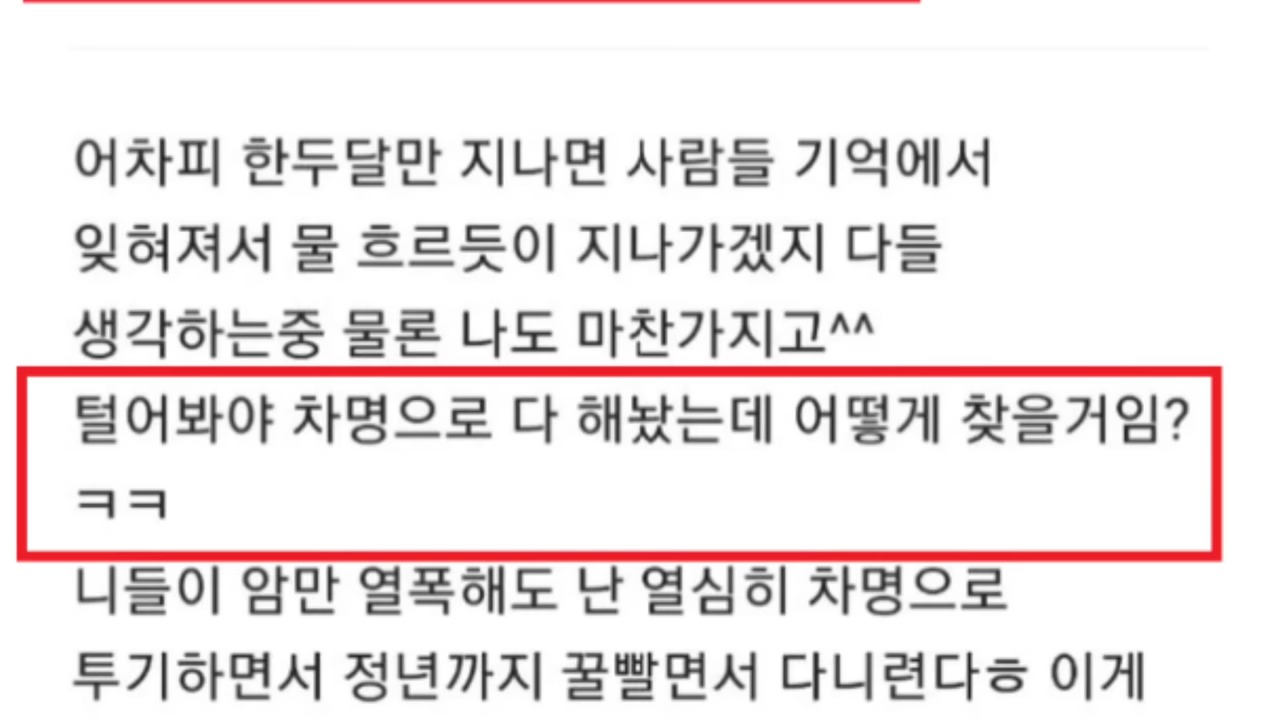 어차피 한두달만 지나면 사람들 기억에서
잊혀져서 물 흐르듯이 지나가겠지 다들
생각하는중 물론 나도 마찬가지고^^
털어봐야 차명으로 다 해놨는데 어떻게 찾을거임?
ㅋㅋ
니들이 암만 열폭해도 난 열심히 차명으로
투기하면서 정년까지 꿀빨면서 다니련다ㅎ 이게